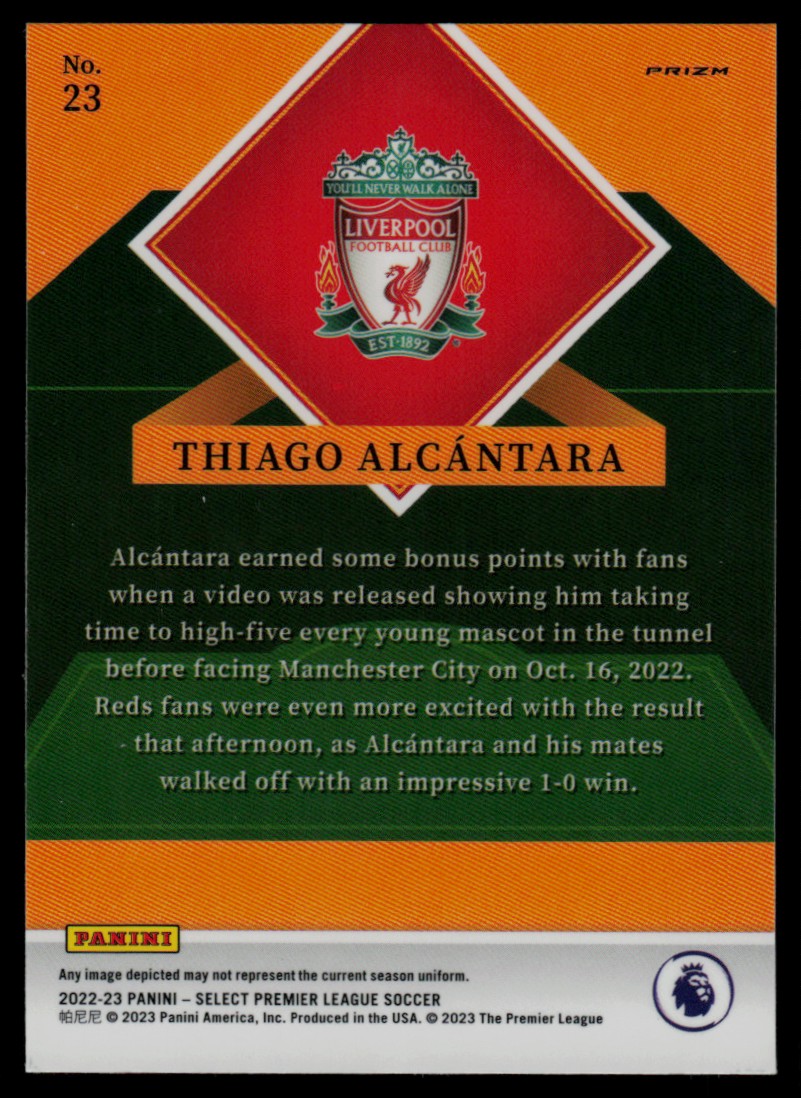 No.
23
PRIZM
YOU'LL NEVER WALK ALONE
LIVERPOOL
FOOTBALL CLUB
EST·1892
THIAGO ALCÁNTARA
Alcántara earned some bonus points with fans
when a video was released showing him taking
time to high-five every young mascot in the tunnel
before facing Manchester City on Oct. 16, 2022.
Reds fans were even more excited with the result
that afternoon, as Alcántara and his mates
walked off with an impressive 1-0 win.
PANINI
Any image depicted may not represent the current season uniform.
2022-23 PANINI – SELECT PREMIER LEAGUE SOCCER
帕尼尼 © 2023 Panini America, Inc. Produced in the USA. © 2023 The Premier League